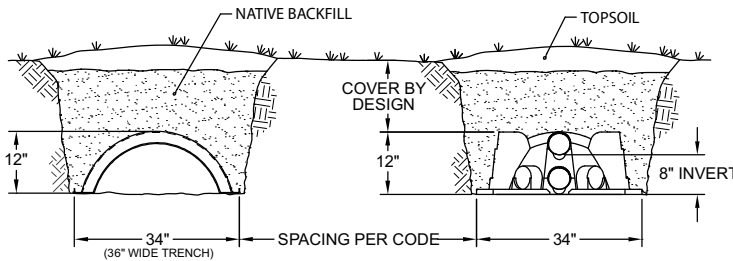 NATIVE BACKFILL
TOPSOIL
COVER BY
DESIGN
12"
12"
8" INVERT
34"
(36" WIDE TRENCH)
SPACING PER CODE
34"